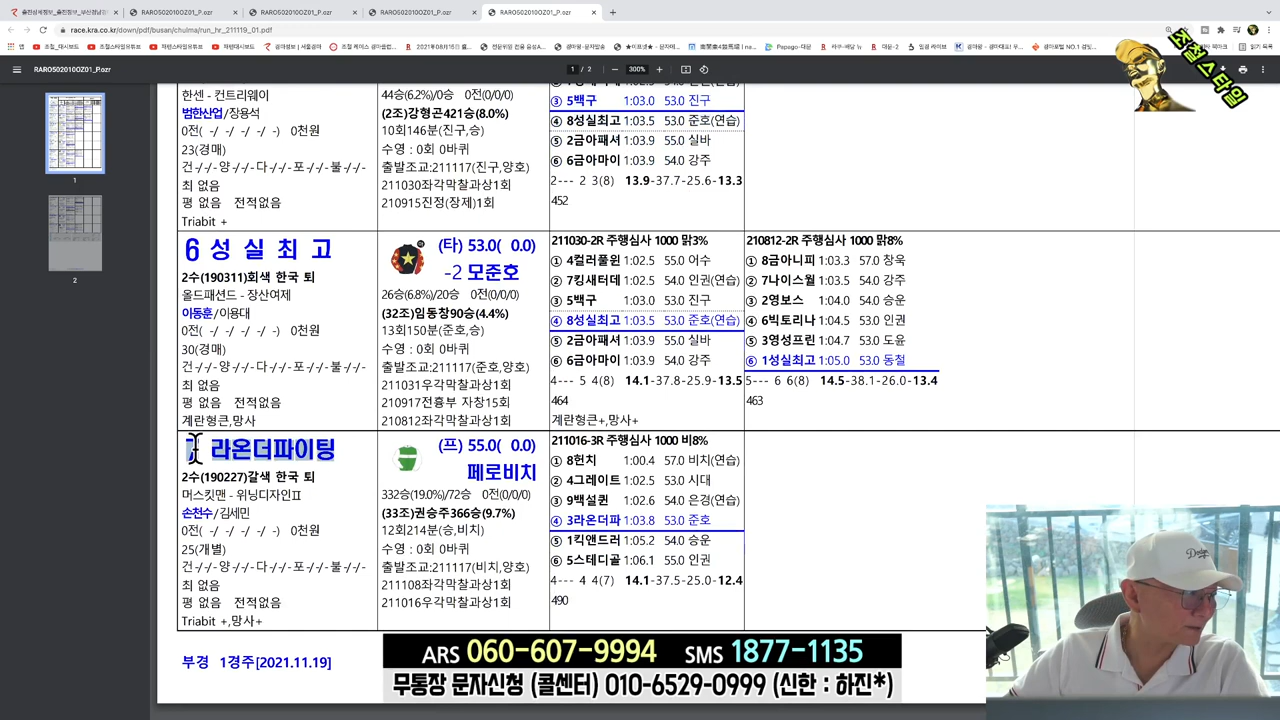 출전상세정보_출전정보_부산경남경
RARO502010OZ01_P.ozr
RARO502010OZ01_P.ozr
RARO502010OZ01_P.ozr
RARO502010OZ01_P.ozr
race.kra.co.kr/dow/pdf/busan/chulma/run_hr_211119_01.pdf
앱
RARO502010OZ01_P.ozr
1 / 2
300%
조철스타일
1
2
한센 - 컨트리웨이
범한산업/장용석
0전( -/ -/ -/ -/ -) 0천원
23(경매)
건-/-/- 양-/-/- 다-/-/- 포-/-/- 불-/-/-
최 없음
평 없음 전적없음
Triabit +
44승(6.2%)/0승 0전(0/0/0)
(2조)강형곤421승(8.0%)
10회146분(진구,승)
수영 : 0회 0바퀴
출발조교:211117(진구,양호)
211030좌각막찰과상1회
210915진정(장제)1회
③ 5백구 1:03.0 53.0 진구
④ 8성실최고 1:03.5 53.0 준호(연습)
⑤ 2금아패셔 1:03.9 55.0 실바
⑥ 6금아마이 1:03.9 54.0 강주
2--- 2 3(8) 13.9-37.7-25.6-13.3
452
6 성 실 최 고
2수(190311)회색 한국 퇴
올드패션드 - 장산여제
이동훈/이용대
0전( -/ -/ -/ -/ -) 0천원
30(경매)
건-/-/- 양-/-/- 다-/-/- 포-/-/- 불-/-/-
최 없음
평 없음 전적없음
계란형큰,망사
(타) 53.0( 0.0)
-2 모준호
26승(6.8%)/20승 0전(0/0/0)
(32조)임동창90승(4.4%)
13회150분(준호,승)
수영 : 0회 0바퀴
출발조교:211117(준호,양호)
211031우각막찰과상1회
210917전흉부 자창15회
210812좌각막찰과상1회
211030-2R 주행심사 1000 맑3%
① 4컬러풀윈 1:02.5 55.0 어수
② 7킹새터데 1:02.5 54.0 인권(연습)
③ 5백구 1:03.0 53.0 진구
④ 8성실최고 1:03.5 53.0 준호(연습)
⑤ 2금아패셔 1:03.9 55.0 실바
⑥ 6금아마이 1:03.9 54.0 강주
4--- 5 4(8) 14.1-37.8-25.9-13.5
464
계란형큰+,망사+
210812-2R 주행심사 1000 맑8%
① 8금아니피 1:03.3 57.0 창욱
② 7나이스월 1:03.5 54.0 강주
③ 2영보스 1:04.0 54.0 승운
④ 6빅토리나 1:04.5 53.0 인권
⑤ 3영성프린 1:04.7 53.0 도윤
⑥ 1성실최고 1:05.0 53.0 동철
5--- 6 6(8) 14.5-38.1-26.0-13.4
463
7 라온더파이팅
2수(190227)갈색 한국 퇴
머스킷맨 - 위닝디자인Ⅱ
손천수/김세민
0전( -/ -/ -/ -/ -) 0천원
25(개별)
건-/-/- 양-/-/- 다-/-/- 포-/-/- 불-/-/-
최 없음
평 없음 전적없음
Triabit +,망사+
(프) 55.0( 0.0)
페로비치
332승(19.0%)/72승 0전(0/0/0)
(33조)권승주366승(9.7%)
12회214분(승,비치)
수영 : 0회 0바퀴
출발조교:211117(비치,양호)
211108좌각막찰과상1회
211016우각막찰과상1회
211016-3R 주행심사 1000 비8%
① 8헌치 1:00.4 57.0 비치(연습)
② 4그레이트 1:02.5 53.0 시대
③ 9백설퀸 1:02.6 54.0 은경(연습)
④ 3라온더파 1:03.8 53.0 준호
⑤ 1킥앤드러 1:05.2 54.0 승운
⑥ 5스테디골 1:06.1 55.0 인권
4--- 4 4(7) 14.1-37.5-25.0-12.4
490
부경 1경주[2021.11.19]
ARS 060-607-9994 SMS 1877-1135
무통장 문자신청 (콜센터) 010-6529-0999 (신한 : 하진*)